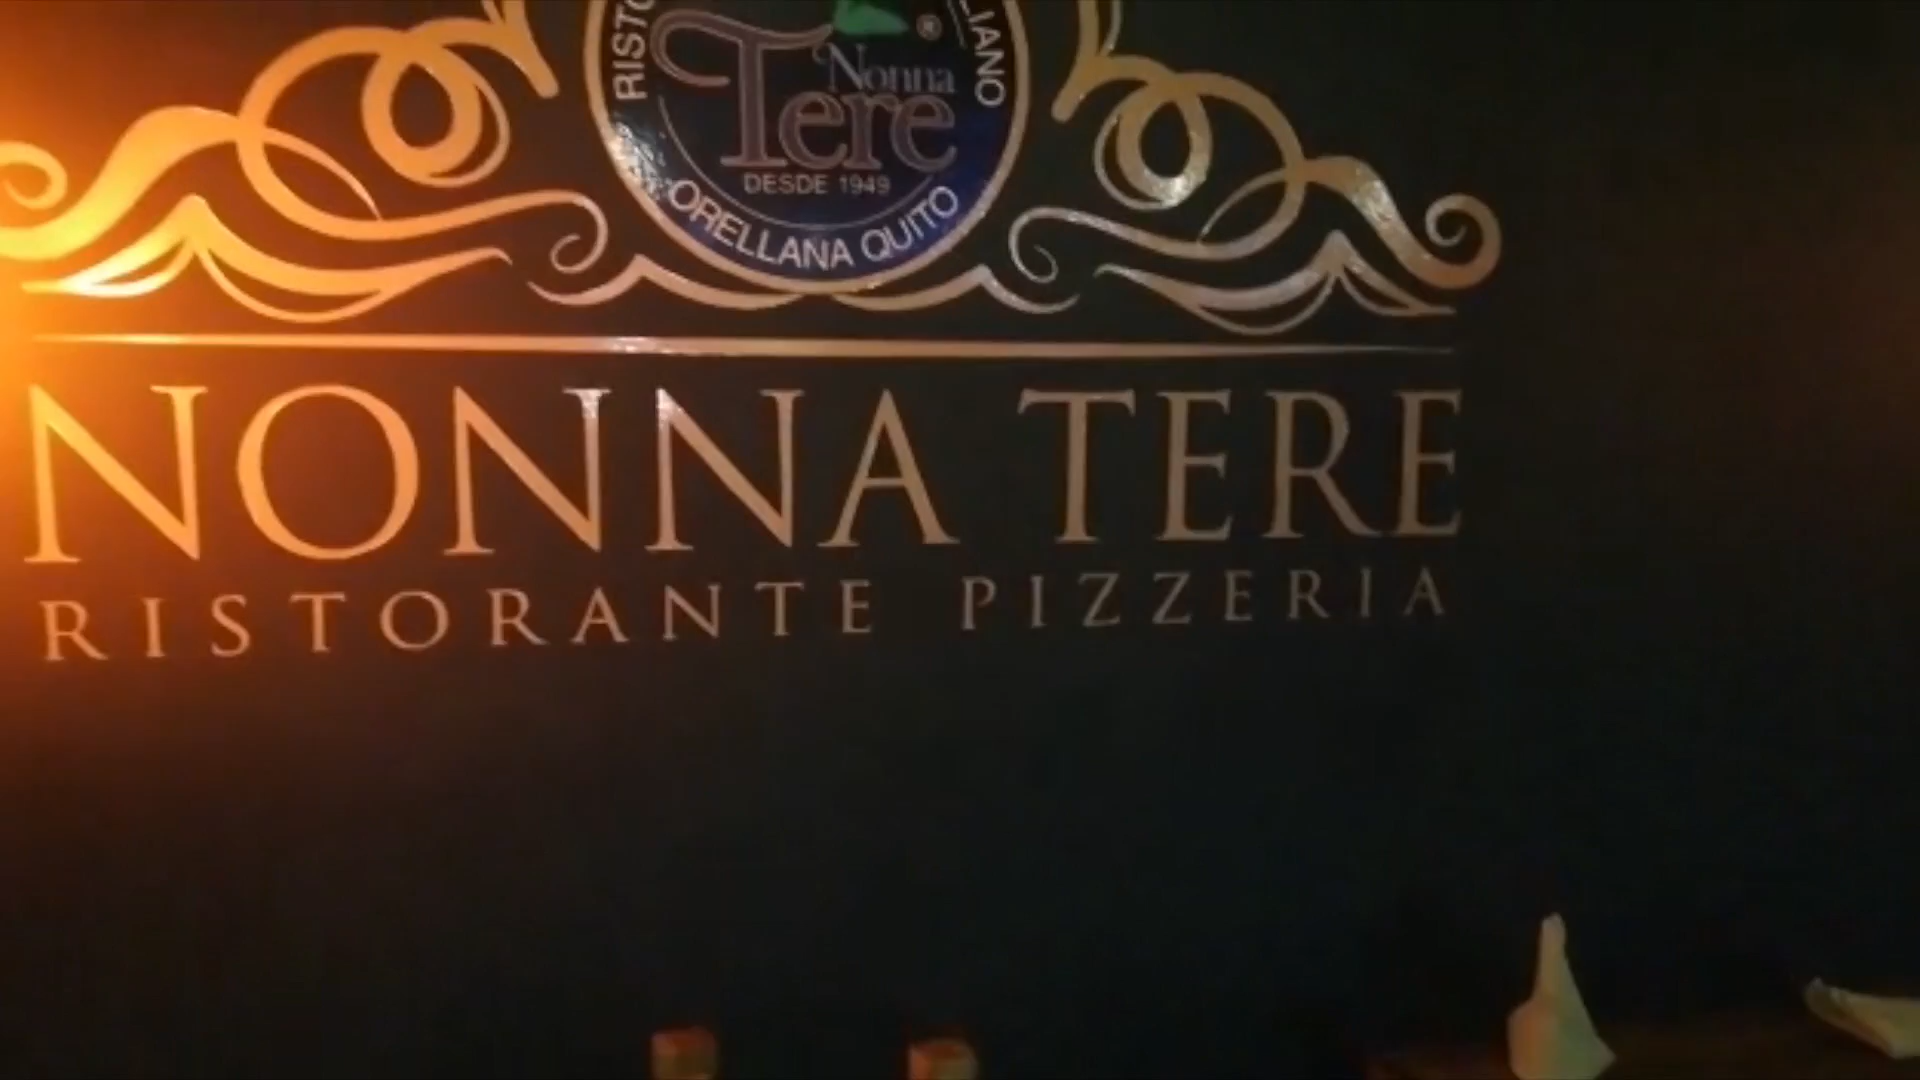 Nonna
Tere
®
DESDE 1949
ORELLANA QUITO
NONNA TERE
RISTORANTE PIZZERIA